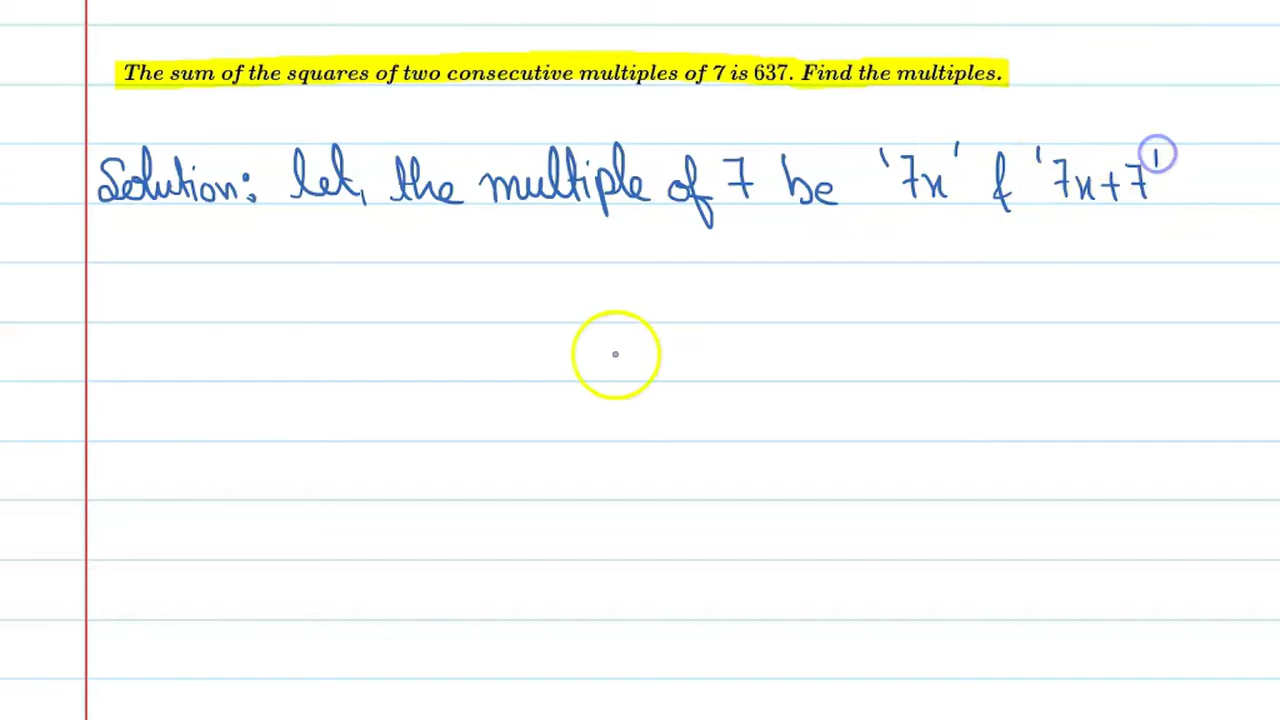 The sum of the squares of two consecutive multiples of 7 is 637. Find the multiples.
Solution: let, the multiple of 7 be '7x' & '7x+7'